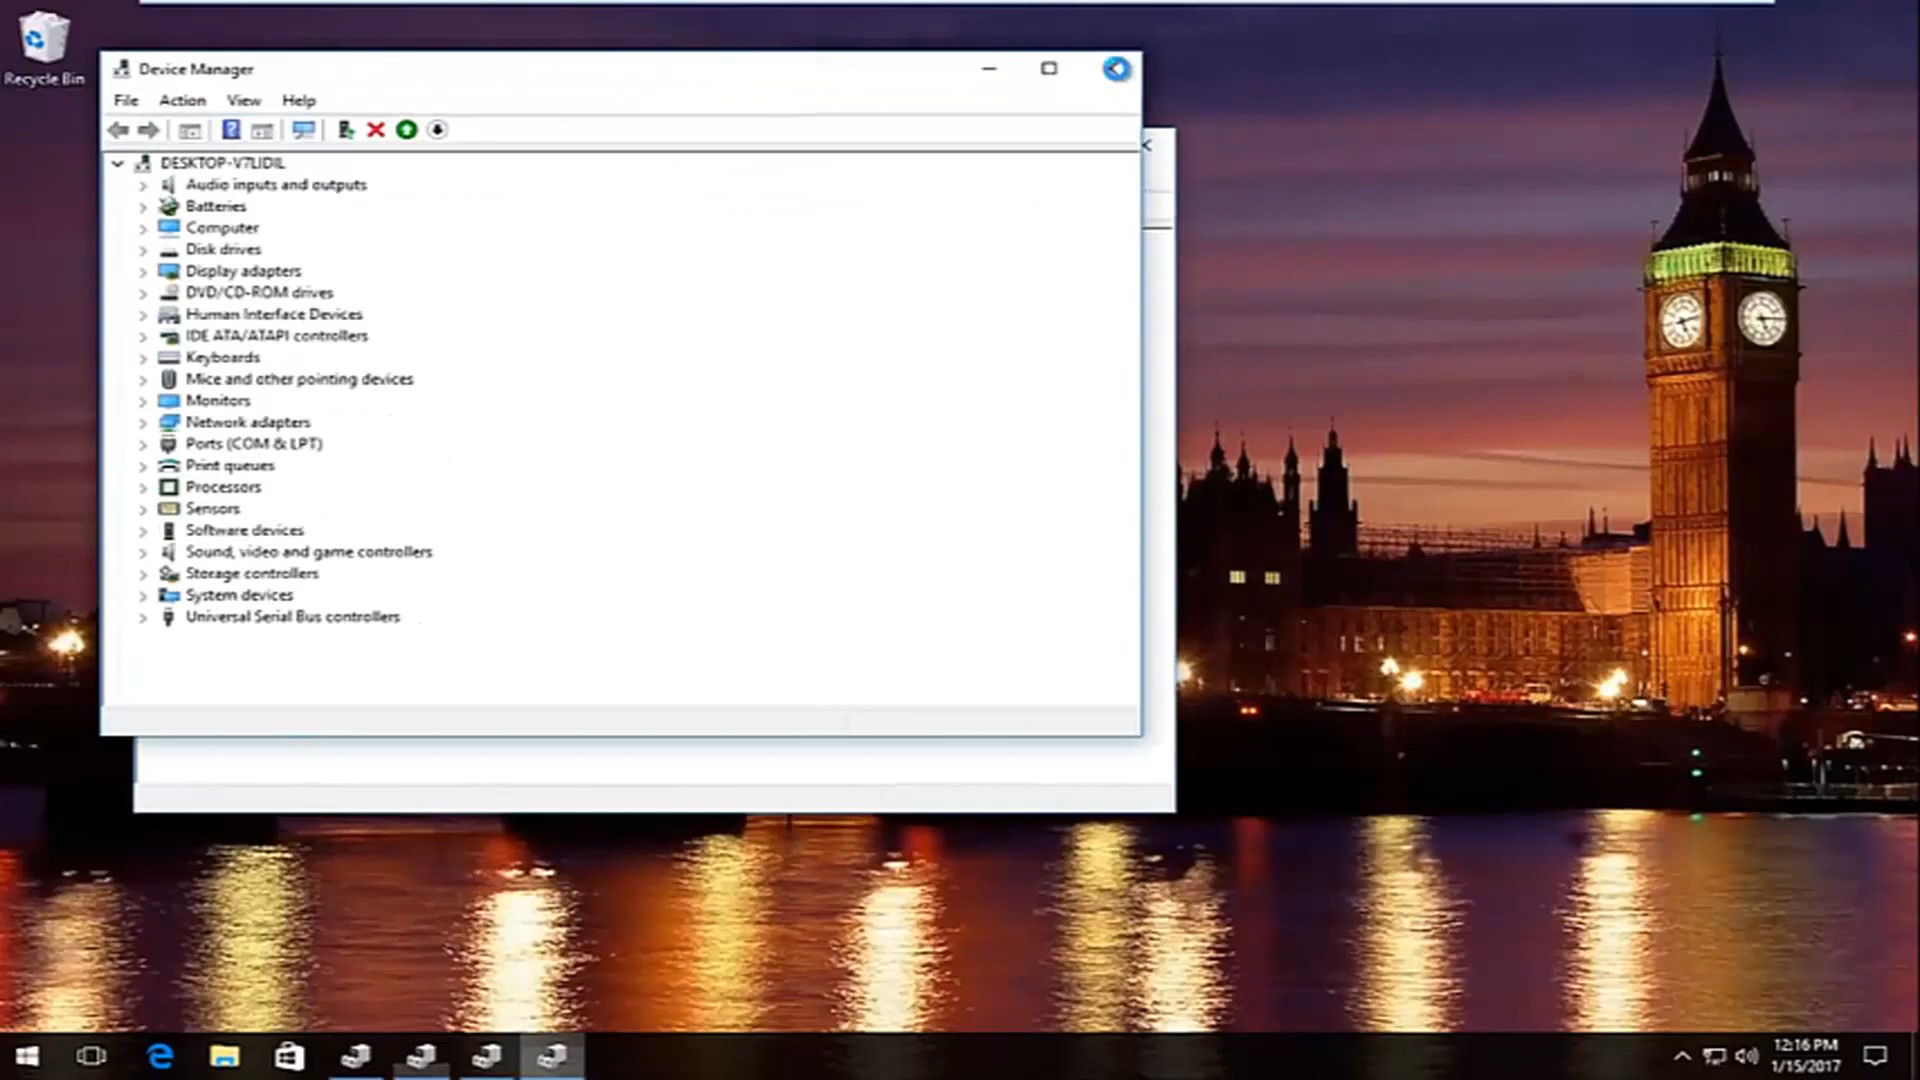 Recycle Bin
Device Manager
File Action View Help
DESKTOP-V7LIDIL
Audio inputs and outputs
Batteries
Computer
Disk drives
Display adapters
DVD/CD-ROM drives
Human Interface Devices
IDE ATA/ATAPI controllers
Keyboards
Mice and other pointing devices
Monitors
Network adapters
Ports (COM & LPT)
Print queues
Processors
Sensors
Software devices
Sound, video and game controllers
Storage controllers
System devices
Universal Serial Bus controllers
12:16 PM
1/15/2017